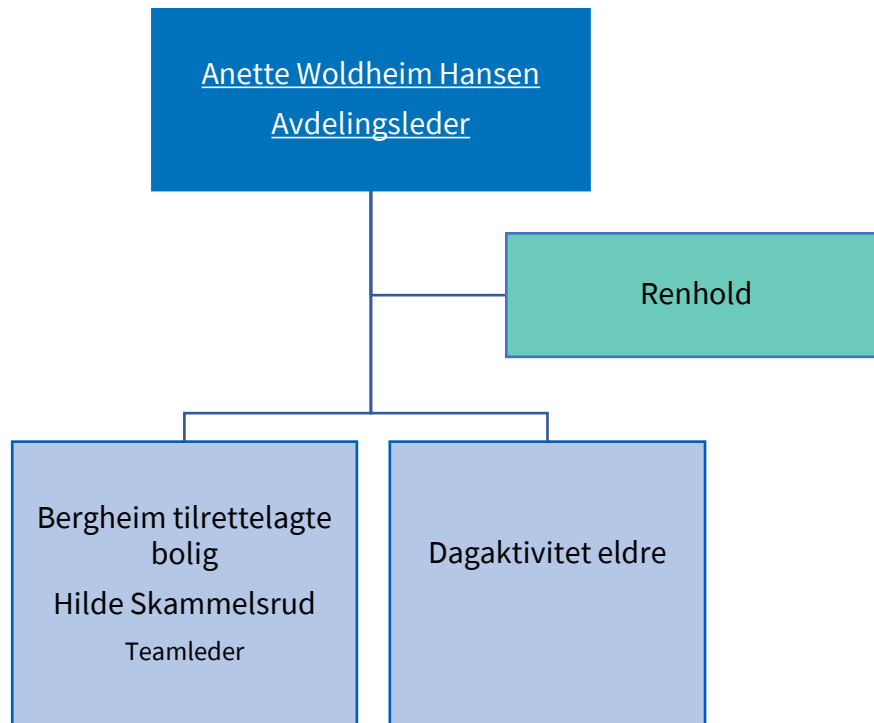 Anette Woldheim Hansen
Avdelingsleder
Renhold
Bergheim tilrettelagte
bolig
Hilde Skammelsrud
Teamleder
Dagaktivitet eldre